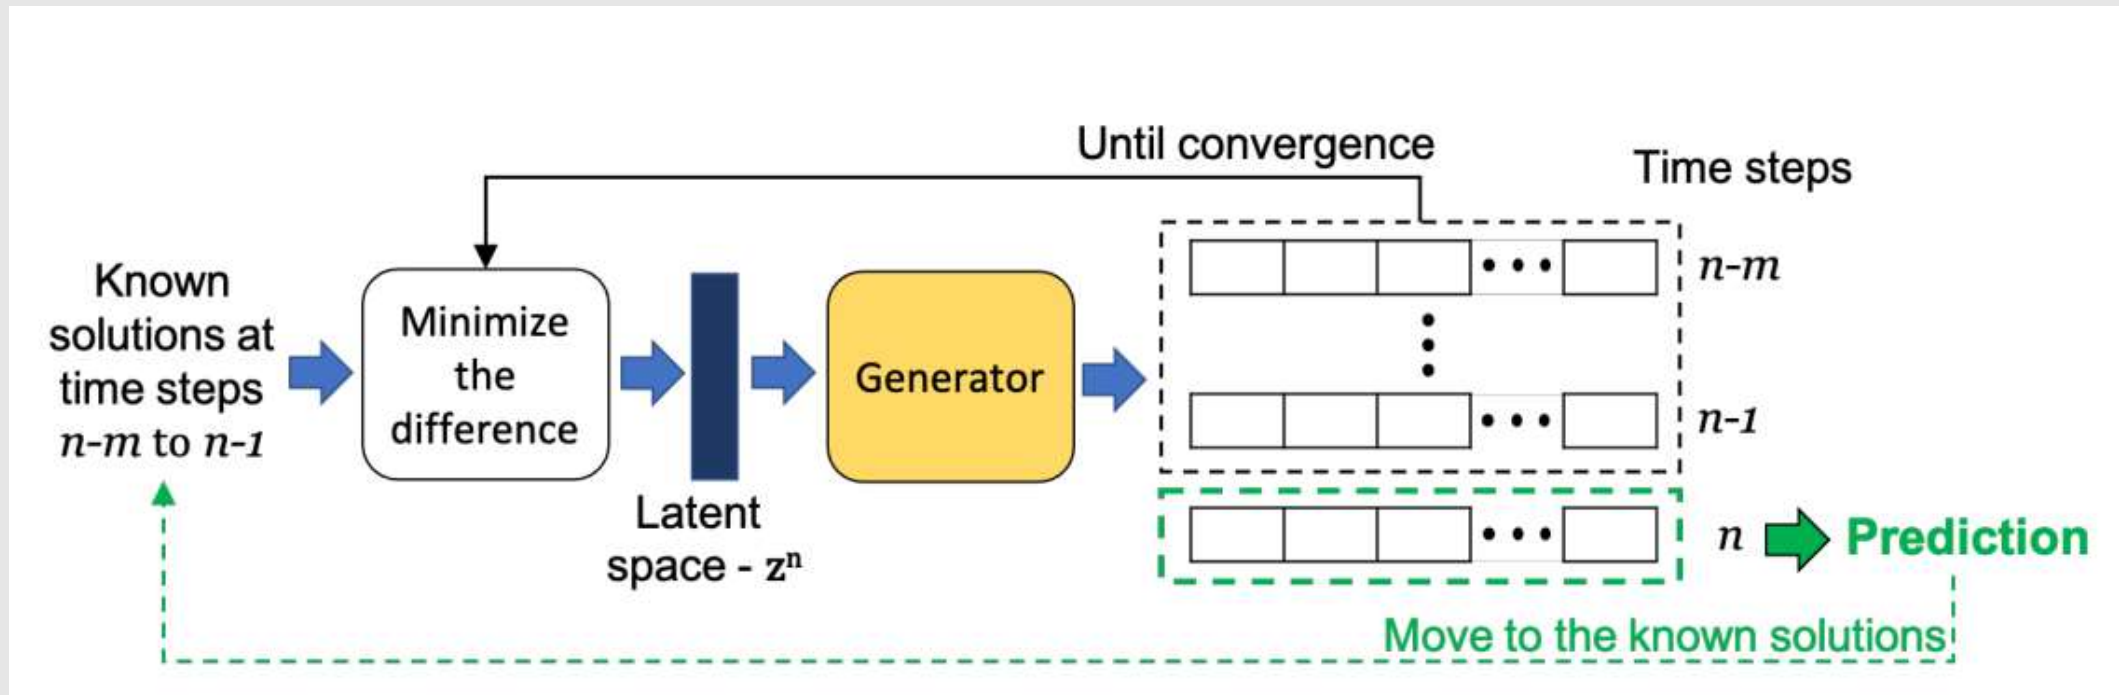 Until convergence
Time steps
Known
solutions at
time steps
n-m to n-1
Minimize
the
difference
Latent
space - zⁿ
Generator
n-m
n-1
n
Prediction
Move to the known solutions